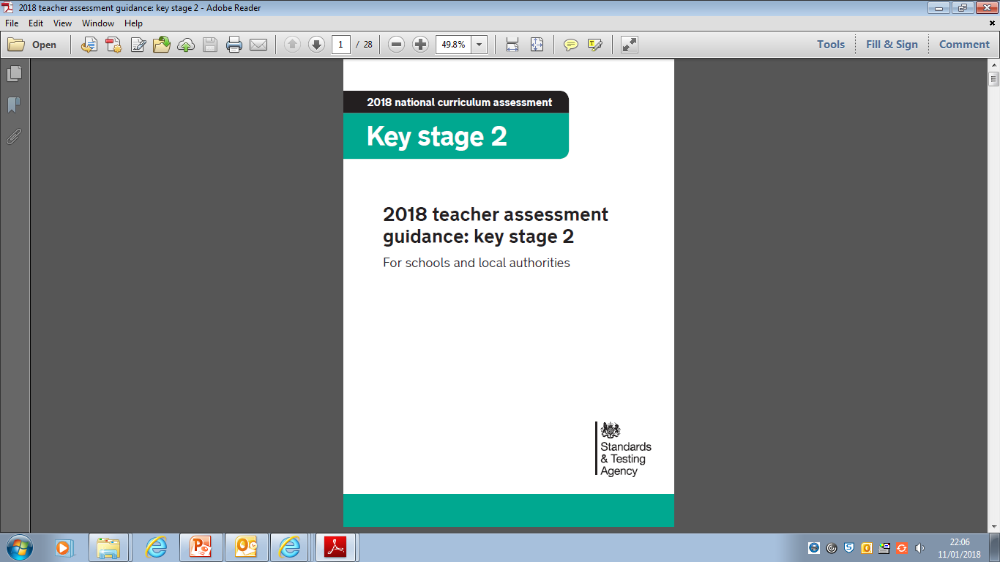 2018 teacher assessment guidance: key stage 2 - Adobe Reader
File Edit View Window Help
Open 1 / 28 49.8% Tools Fill & Sign Comment
2018 national curriculum assessment
Key stage 2
2018 teacher assessment
guidance: key stage 2
For schools and local authorities
Standards
& Testing
Agency
22:06
11/01/2018